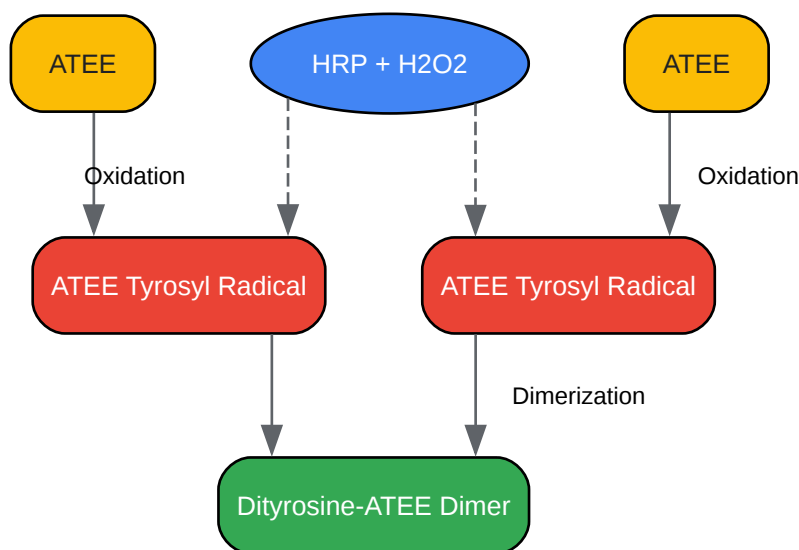 ATEE
HRP + H2O2
ATEE
Oxidation
Oxidation
ATEE Tyrosyl Radical
ATEE Tyrosyl Radical
Dimerization
Dityrosine-ATEE Dimer